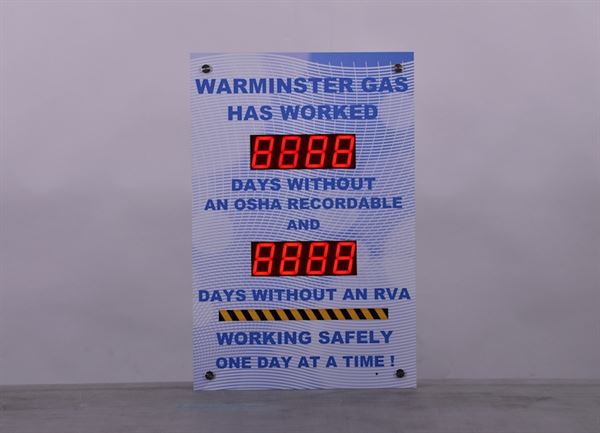 WARMINSTER GAS
HAS WORKED
8888
DAYS WITHOUT
AN OSHA RECORDABLE
AND
8888
DAYS WITHOUT AN RVA
WORKING SAFELY
ONE DAY AT A TIME !